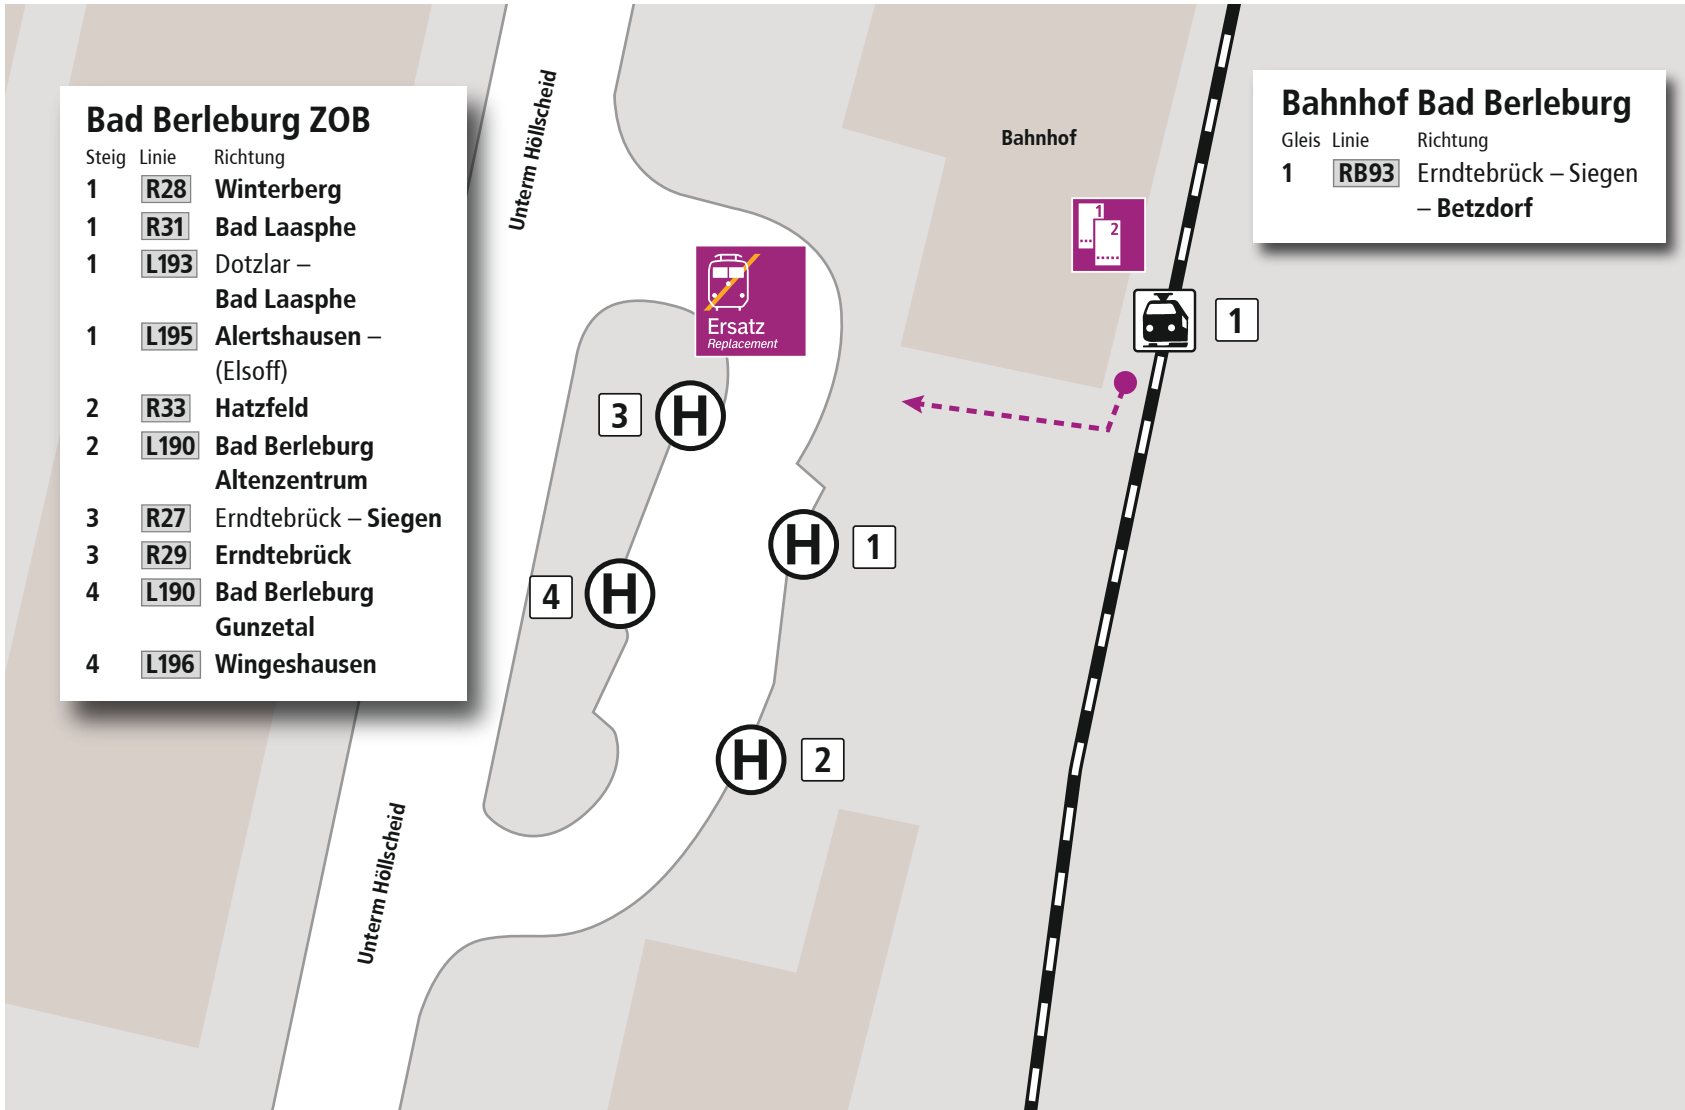 Bad Berleburg ZOB
Steig Linie Richtung
1 R28 Winterberg
1 R31 Bad Laasphe
1 L193 Dotzlar –
Bad Laasphe
1 L195 Alertshausen –
(Elsoff)
2 R33 Hatzfeld
2 L190 Bad Berleburg
Altenzentrum
3 R27 Erndtebrück – Siegen
3 R29 Erndtebrück
4 L190 Bad Berleburg
Gunzetal
4 L196 Wingeshausen
Unterm Höllscheid
Bahnhof
Bahnhof Bad Berleburg
Gleis Linie Richtung
1 RB93 Erndtebrück – Siegen
– Betzdorf
1
2
Ersatz
Replacement
1
3 H
H 1
4 H
H 2
Unterm Höllscheid